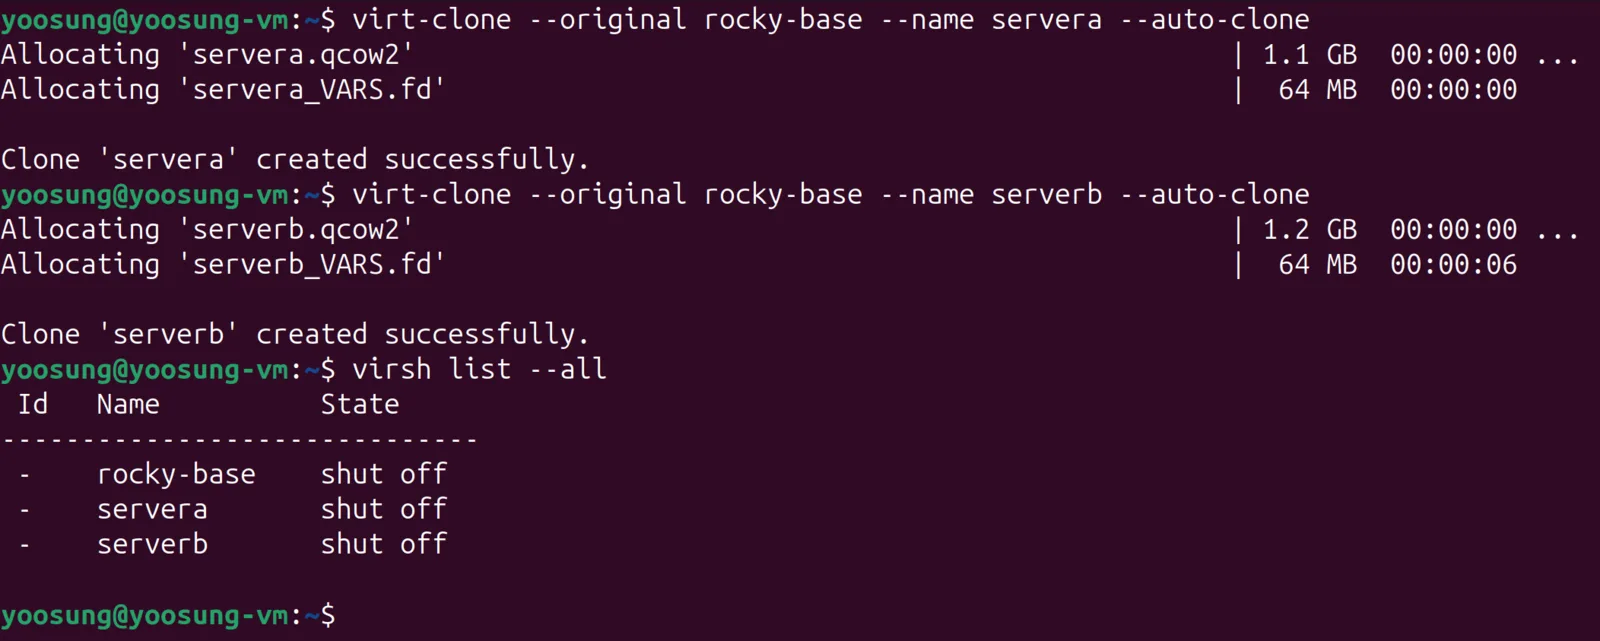 yoosung@yoosung-vm:~$ virt-clone --original rocky-base --name servera --auto-clone
Allocating 'servera.qcow2' | 1.1 GB 00:00:00 ...
Allocating 'servera_VARS.fd' | 64 MB 00:00:00
Clone 'servera' created successfully.
yoosung@yoosung-vm:~$ virt-clone --original rocky-base --name serverb --auto-clone
Allocating 'serverb.qcow2' | 1.2 GB 00:00:00 ...
Allocating 'serverb_VARS.fd' | 64 MB 00:00:06
Clone 'serverb' created successfully.
yoosung@yoosung-vm:~$ virsh list --all
Id Name State
------------------------------
- rocky-base shut off
- servera shut off
- serverb shut off
yoosung@yoosung-vm:~$